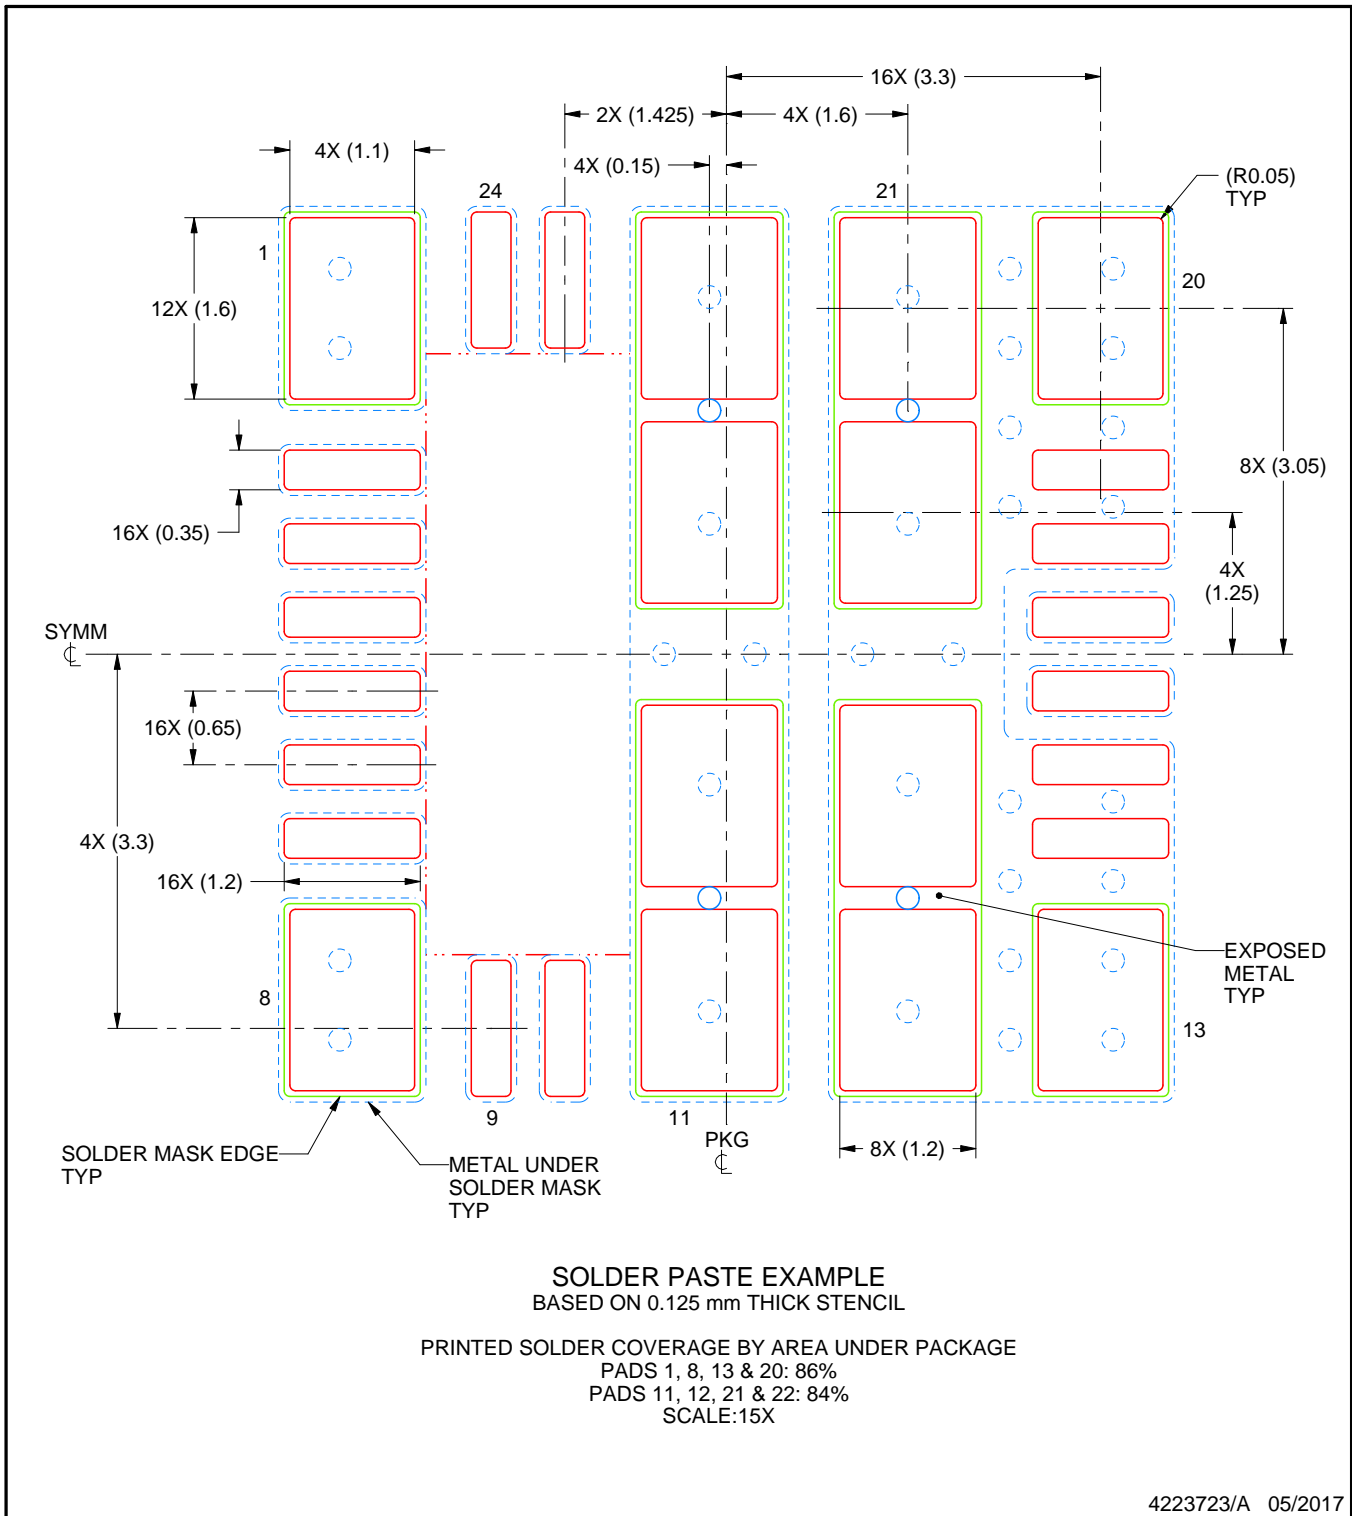 16X (3.3)
2X (1.425)
4X (1.6)
4X (1.1)
4X (0.15)
(R0.05)
TYP
24
21
1
20
12X (1.6)
8X (3.05)
16X (0.35)
4X
(1.25)
SYMM
16X (0.65)
4X (3.3)
16X (1.2)
EXPOSED
METAL
TYP
8
13
9
11
PKG
8X (1.2)
SOLDER MASK EDGE
TYP
METAL UNDER
SOLDER MASK
TYP
SOLDER PASTE EXAMPLE
BASED ON 0.125 mm THICK STENCIL
PRINTED SOLDER COVERAGE BY AREA UNDER PACKAGE
PADS 1, 8, 13 & 20: 86%
PADS 11, 12, 21 & 22: 84%
SCALE:15X
4223723/A 05/2017